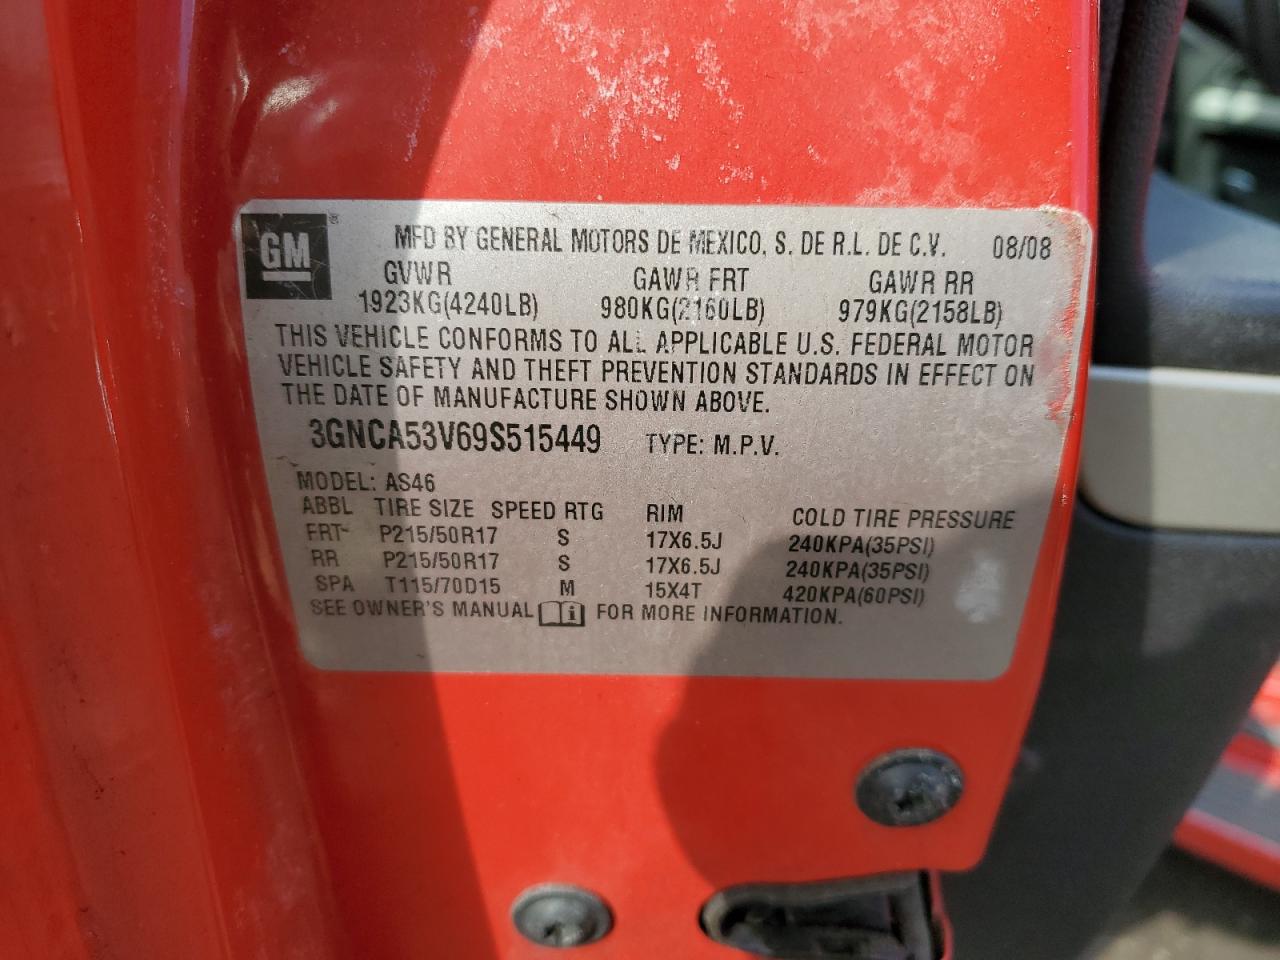 GM ® MFD BY GENERAL MOTORS DE MEXICO, S. DE R.L. DE C.V. 08/08
GVWR GAWR FRT GAWR RR
1923KG(4240LB) 980KG(2160LB) 979KG(2158LB)
THIS VEHICLE CONFORMS TO ALL APPLICABLE U.S. FEDERAL MOTOR
VEHICLE SAFETY AND THEFT PREVENTION STANDARDS IN EFFECT ON
THE DATE OF MANUFACTURE SHOWN ABOVE.
3GNCA53V69S515449 TYPE: M.P.V.
MODEL: AS46
ABBL TIRE SIZE SPEED RTG RIM COLD TIRE PRESSURE
FRT P215/50R17 S 17X6.5J 240KPA(35PSI)
RR P215/50R17 S 17X6.5J 240KPA(35PSI)
SPA T115/70D15 M 15X4T 420KPA(60PSI)
SEE OWNER'S MANUAL FOR MORE INFORMATION.